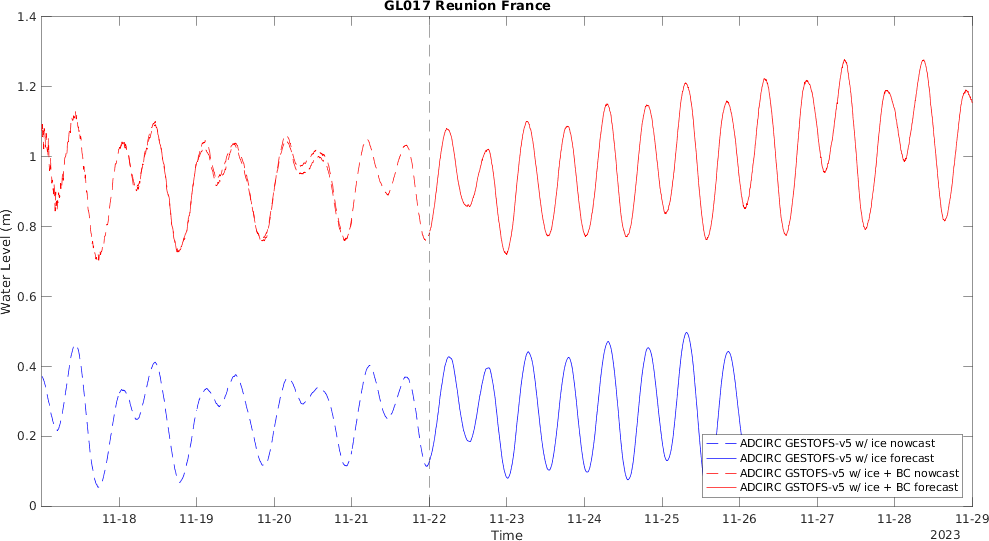 GL017 Reunion France
1.4
1.2
1
0.8
0.6
0.4
0.2
0
Water Level (m)
ADCIRC GESTOFS-v5 w/ ice nowcast
ADCIRC GESTOFS-v5 w/ ice forecast
ADCIRC GSTOFS-v5 w/ ice + BC nowcast
ADCIRC GSTOFS-v5 w/ ice + BC forecast
11-18 11-19 11-20 11-21 11-22 11-23 11-24 11-25 11-26 11-27 11-28 11-29
Time
2023